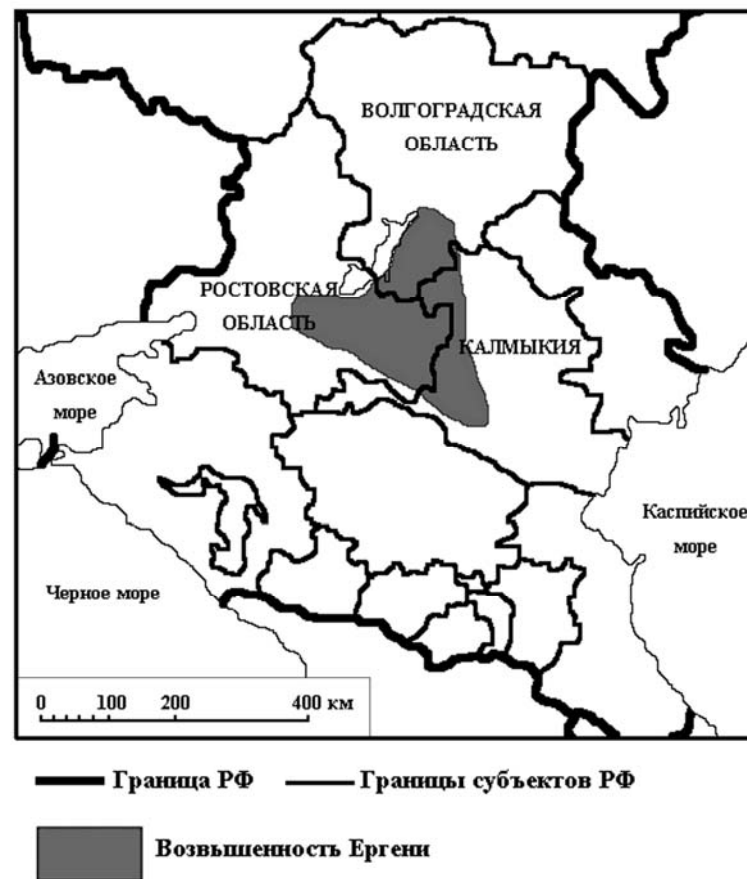 ВОЛГОГРАДСКАЯ
ОБЛАСТЬ
РОСТОВСКАЯ
ОБЛАСТЬ
КАЛМЫКИЯ
Азовское
море
Каспийское
море
Черное море
0 100 200 400 км
Граница РФ
Границы субъектов РФ
Возвышенность Ергени